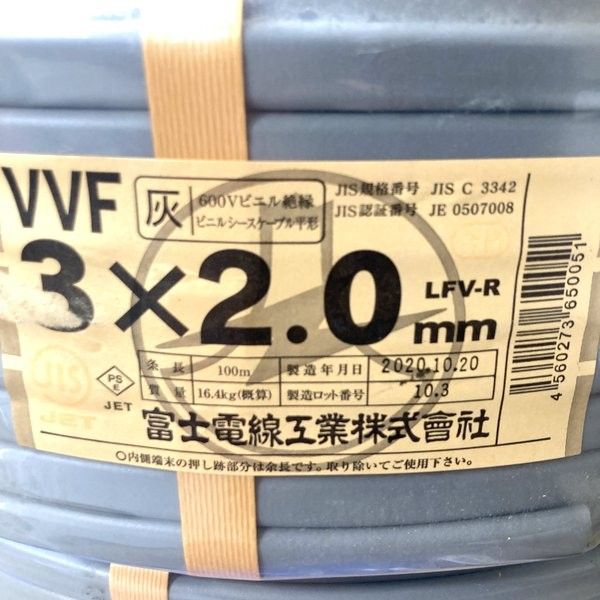 VVF 灰 600Vビニル絶縁 ビニルシースケーブル平形
JIS規格番号 JIS C 3342
JIS認証番号 JE 0507008
3×2.0mm LFV-R
JIS
JET
PS
E
JET
条長 100m 製造年月日 2020.10.20
質量 16.4kg(概算) 製造ロット番号 10.3
富士電線工業株式會社
○内側端末の押し跡部分は余長です。取り除いてご使用下さい。
4 560273 650051